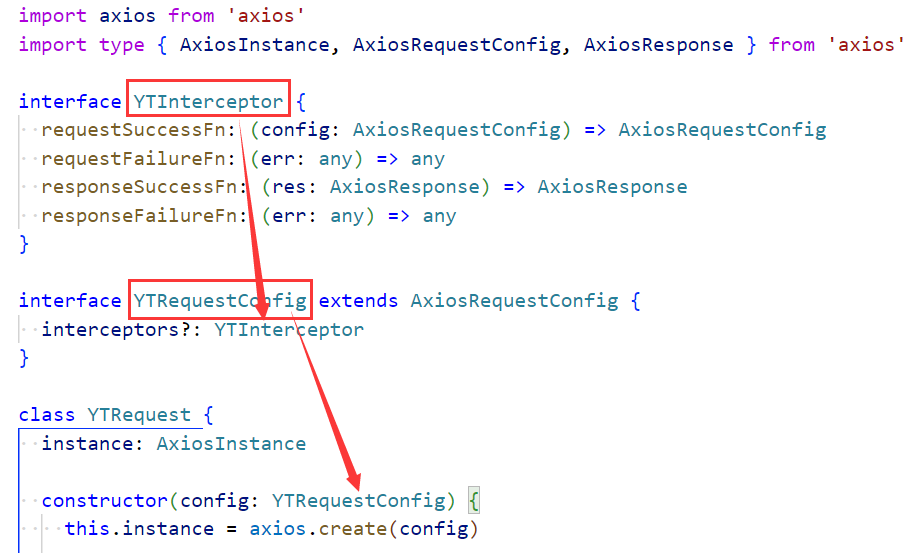 import axios from 'axios'
import type { AxiosInstance, AxiosRequestConfig, AxiosResponse } from 'axios'
interface YTInterceptor {
requestSuccessFn: (config: AxiosRequestConfig) => AxiosRequestConfig
requestFailureFn: (err: any) => any
responseSuccessFn: (res: AxiosResponse) => AxiosResponse
responseFailureFn: (err: any) => any
}
interface YTRequestConfig extends AxiosRequestConfig {
interceptors?: YTInterceptor
}
class YTRequest {
instance: AxiosInstance
constructor(config: YTRequestConfig) {
this.instance = axios.create(config)